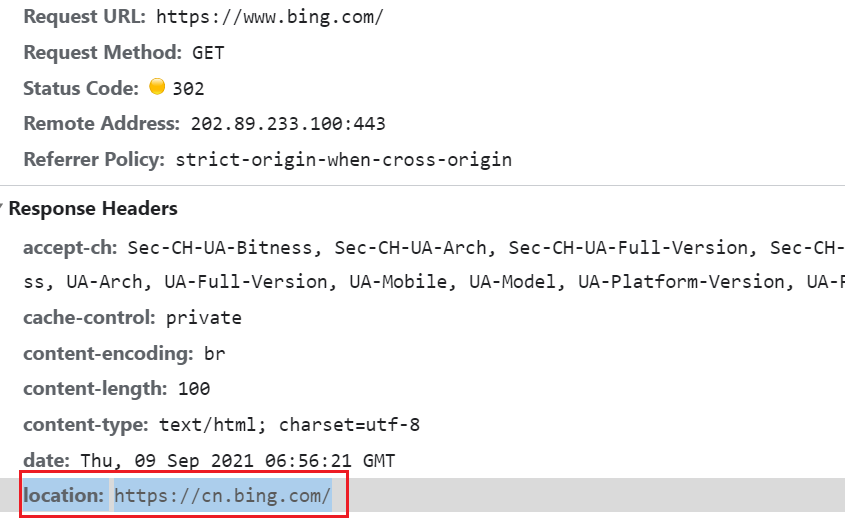 Request URL: https://www.bing.com/
Request Method: GET
Status Code: 302
Remote Address: 202.89.233.100:443
Referrer Policy: strict-origin-when-cross-origin
Response Headers
accept-ch: Sec-CH-UA-Bitness, Sec-CH-UA-Arch, Sec-CH-UA-Full-Version, Sec-CH-
ss, UA-Arch, UA-Full-Version, UA-Mobile, UA-Model, UA-Platform-Version, UA-
cache-control: private
content-encoding: br
content-length: 100
content-type: text/html; charset=utf-8
date: Thu, 09 Sep 2021 06:56:21 GMT
location: https://cn.bing.com/